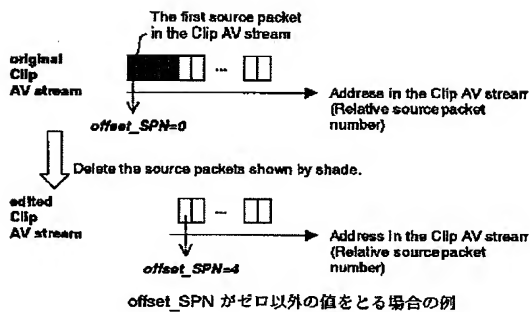 The first source packet
in the Clip AV stream
original
Clip
AV stream
...
Address in the Clip AV stream
(Relative source packet
number)
offset_SPN=0
Delete the source packets shown by shade.
edited
Clip
AV stream
...
Address in the Clip AV stream
(Relative source packet
number)
offset_SPN=4
offset_SPN がゼロ以外の値をとる場合の例